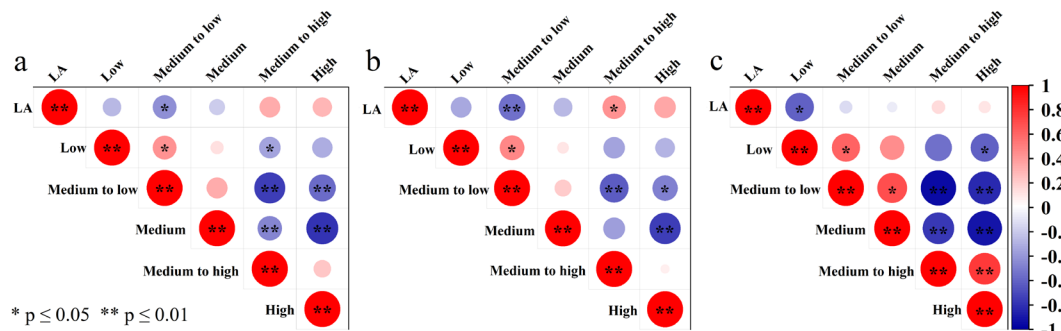 a
LA
Low
Medium to low
Medium
Medium to high
High
LA
** * 
Low
** * *
Medium to low
** ** **
Medium
** ** **
Medium to high
**
High
**
* p ≤ 0.05 ** p ≤ 0.01
b
LA
Low
Medium to low
Medium
Medium to high
High
LA
** ** *
Low
** *
Medium to low
** ** *
Medium
** **
Medium to high
**
High
**
c
LA
Low
Medium to low
Medium
Medium to high
High
LA
** *
Low
** * *
Medium to low
** * ** **
Medium
** ** **
Medium to high
** **
High
**
1
0.8
0.6
0.4
0.2
0